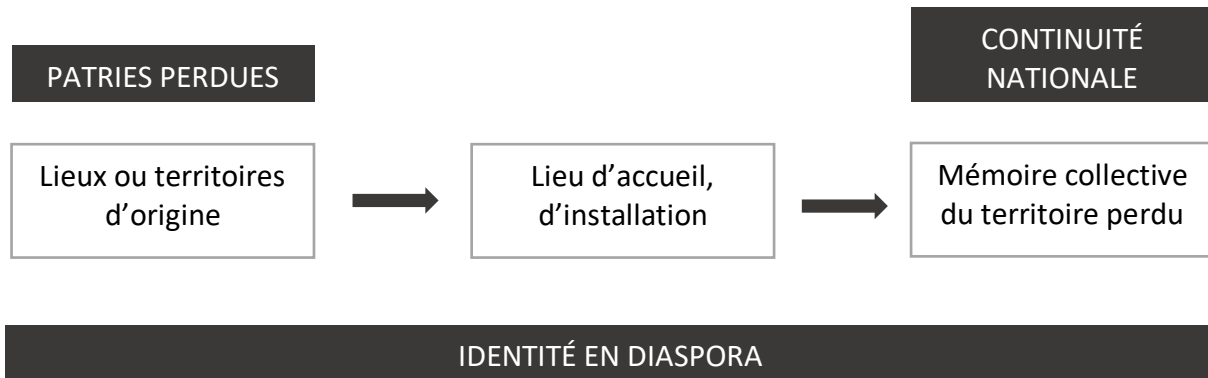 PATRIES PERDUES
CONTINUITÉ
NATIONALE
Lieux ou territoires
d’origine
Lieu d’accueil,
d’installation
Mémoire collective
du territoire perdu
IDENTITÉ EN DIASPORA